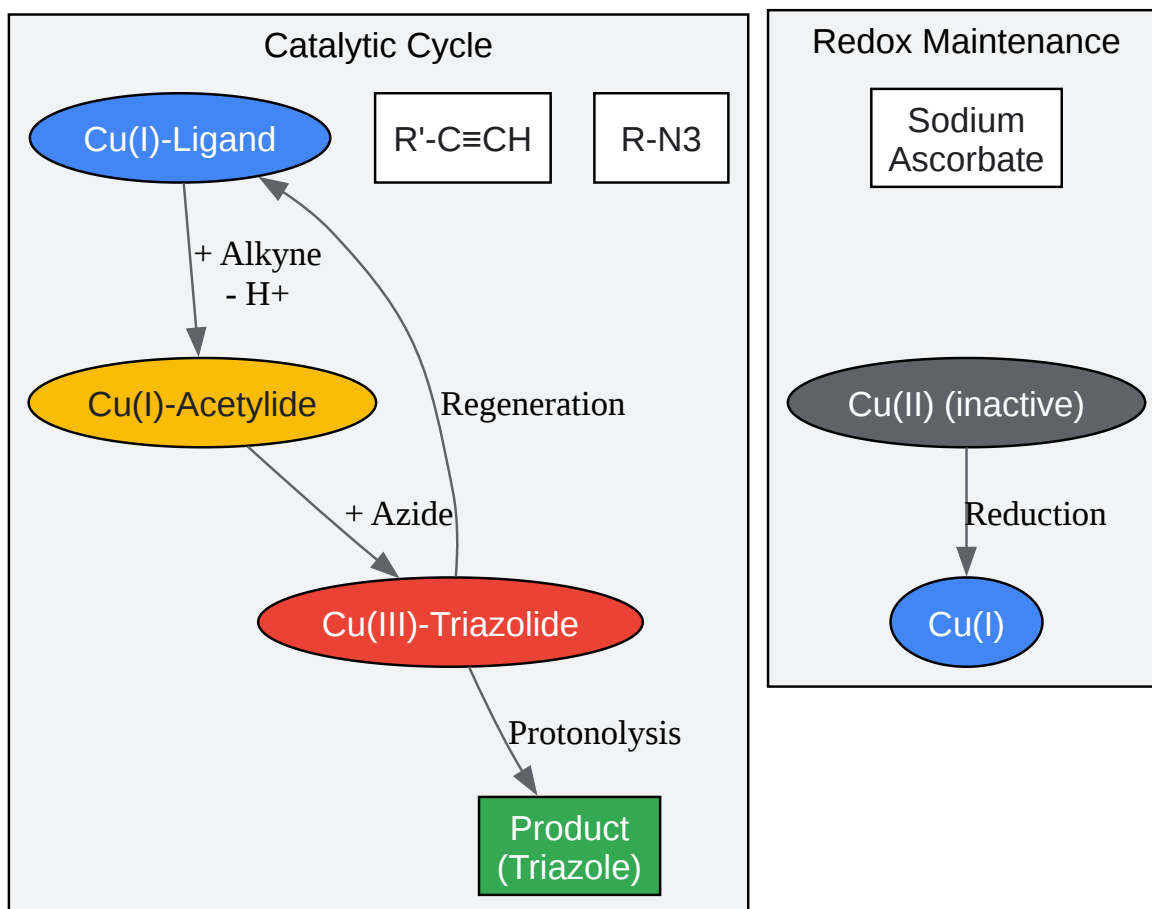 Catalytic Cycle
Cu(I)-Ligand
R'-C≡CH
R-N3
+ Alkyne
- H+
Cu(I)-Acetylide
Regeneration
+ Azide
Cu(III)-Triazolide
Protonolysis
Product
(Triazole)
Redox Maintenance
Sodium
Ascorbate
Cu(II) (inactive)
Reduction
Cu(I)